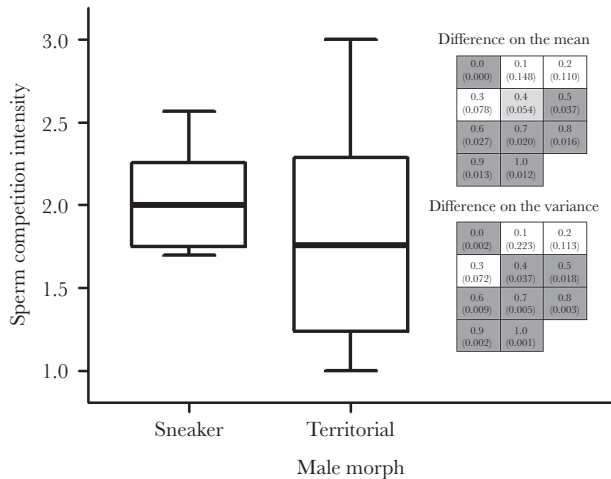 Sperm competition intensity
3.0
2.5
2.0
1.5
1.0
Sneaker
Territorial
Male morph
Difference on the mean
0.0 0.1 0.2
(0.000) (0.148) (0.110)
0.3 0.4 0.5
(0.078) (0.054) (0.037)
0.6 0.7 0.8
(0.027) (0.020) (0.016)
0.9 1.0
(0.013) (0.012)
Difference on the variance
0.0 0.1 0.2
(0.002) (0.223) (0.113)
0.3 0.4 0.5
(0.072) (0.037) (0.018)
0.6 0.7 0.8
(0.009) (0.005) (0.003)
0.9 1.0
(0.002) (0.001)